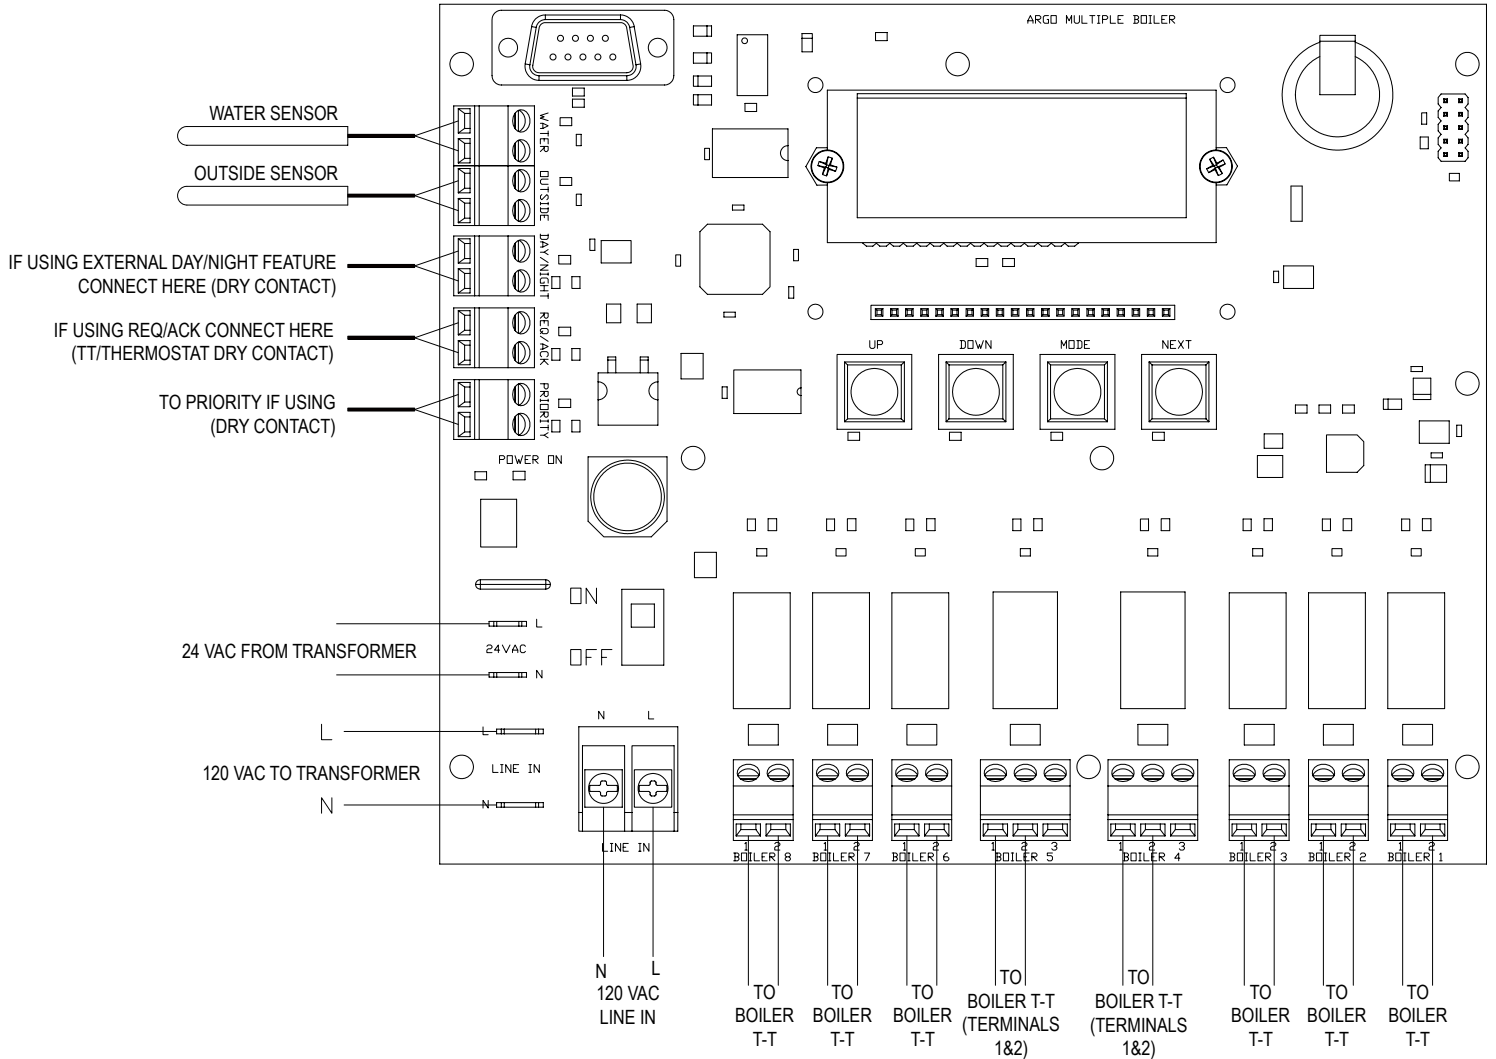 ARGO MULTIPLE BOILER
WATER SENSOR
WATER
OUTSIDE SENSOR
OUTSIDE
IF USING EXTERNAL DAY/NIGHT FEATURE
CONNECT HERE (DRY CONTACT)
DAY/NIGHT
IF USING REQ/ACK CONNECT HERE
(TT/THERMOSTAT DRY CONTACT)
REQ/ACK
TO PRIORITY IF USING
(DRY CONTACT)
PRIORITY
UP DOWN MODE NEXT
POWER ON
ON
OFF
L
24 VAC FROM TRANSFORMER
24VAC
N
L L
120 VAC TO TRANSFORMER
LINE IN
N N
N L
LINE IN
1 2 1 2 1 2 1 2 3 1 2 3 1 2 1 2 1 2
BOILER 8 BOILER 7 BOILER 6 BOILER 5 BOILER 4 BOILER 3 BOILER 2 BOILER 1
N L
120 VAC
LINE IN
TO
BOILER
T-T
TO
BOILER
T-T
TO
BOILER
T-T
TO
BOILER T-T
(TERMINALS
1&2)
TO
BOILER T-T
(TERMINALS
1&2)
TO
BOILER
T-T
TO
BOILER
T-T
TO
BOILER
T-T